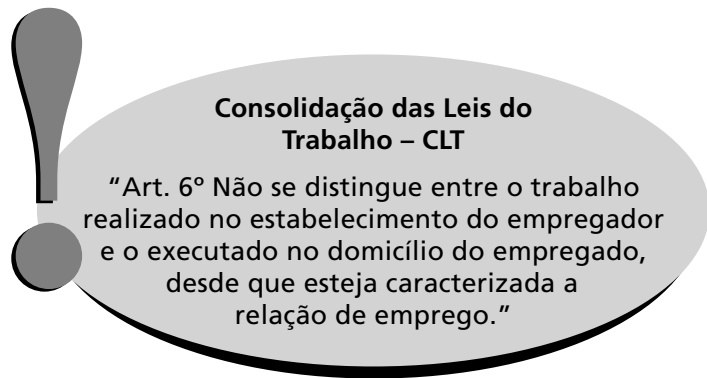 Consolidação das Leis do
Trabalho – CLT
“Art. 6º Não se distingue entre o trabalho
realizado no estabelecimento do empregador
e o executado no domicílio do empregado,
desde que esteja caracterizada a
relação de emprego.”